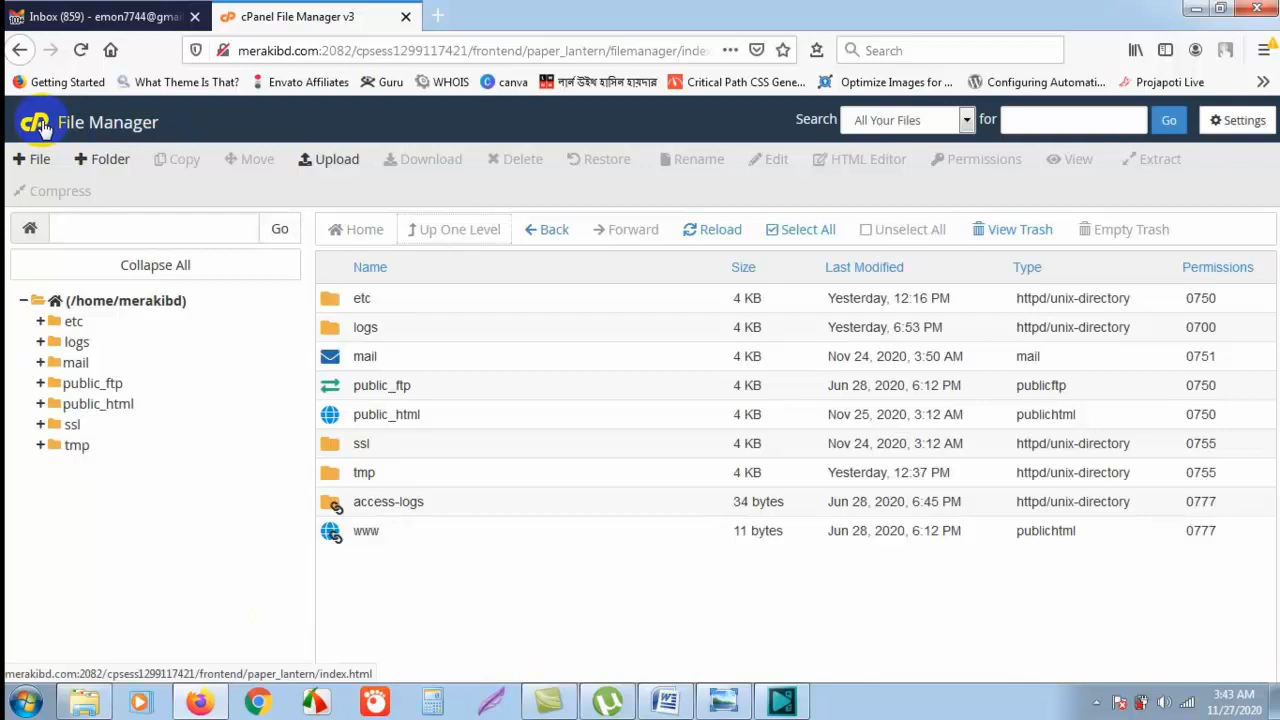 Inbox (859) - emon7744@gmai
cPanel File Manager v3
merakibd.com:2082/cpsess1299117421/frontend/paper_lantern/filemanager/index
Search
Getting Started
What Theme Is That?
Envato Affiliates
Guru
WHOIS
canva
লার্ন উইথ হাসিন হায়দার
Critical Path CSS Gene...
Optimize Images for ...
Configuring Automati...
Projapoti Live
cP File Manager
Search
All Your Files
for
Go
Settings
File
Folder
Copy
Move
Upload
Download
Delete
Restore
Rename
Edit
HTML Editor
Permissions
View
Extract
Compress
Go
Home
Up One Level
Back
Forward
Reload
Select All
Unselect All
View Trash
Empty Trash
Collapse All
(/home/merakibd)
etc
logs
mail
public_ftp
public_html
ssl
tmp
Name Size Last Modified Type Permissions
etc 4 KB Yesterday, 12:16 PM httpd/unix-directory 0750
logs 4 KB Yesterday, 6:53 PM httpd/unix-directory 0700
mail 4 KB Nov 24, 2020, 3:50 AM mail 0751
public_ftp 4 KB Jun 28, 2020, 6:12 PM publicftp 0750
public_html 4 KB Nov 25, 2020, 3:12 AM publichtml 0750
ssl 4 KB Nov 24, 2020, 3:12 AM httpd/unix-directory 0755
tmp 4 KB Yesterday, 12:37 PM httpd/unix-directory 0755
access-logs 34 bytes Jun 28, 2020, 6:45 PM httpd/unix-directory 0777
www 11 bytes Jun 28, 2020, 6:12 PM publichtml 0777
merakibd.com:2082/cpsess1299117421/frontend/paper_lantern/index.html
3:43 AM
11/27/2020